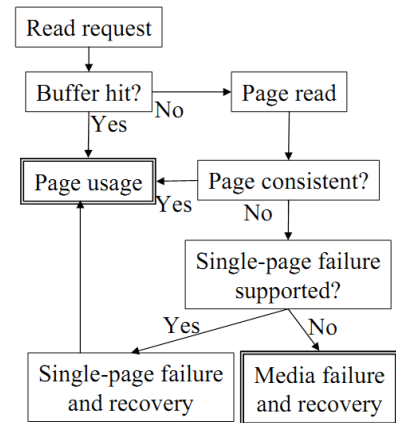 Read request
Buffer hit?
No
Page read
Yes
Page usage
Yes
Page consistent?
No
Single-page failure
supported?
Yes
No
Single-page failure
and recovery
Media failure
and recovery